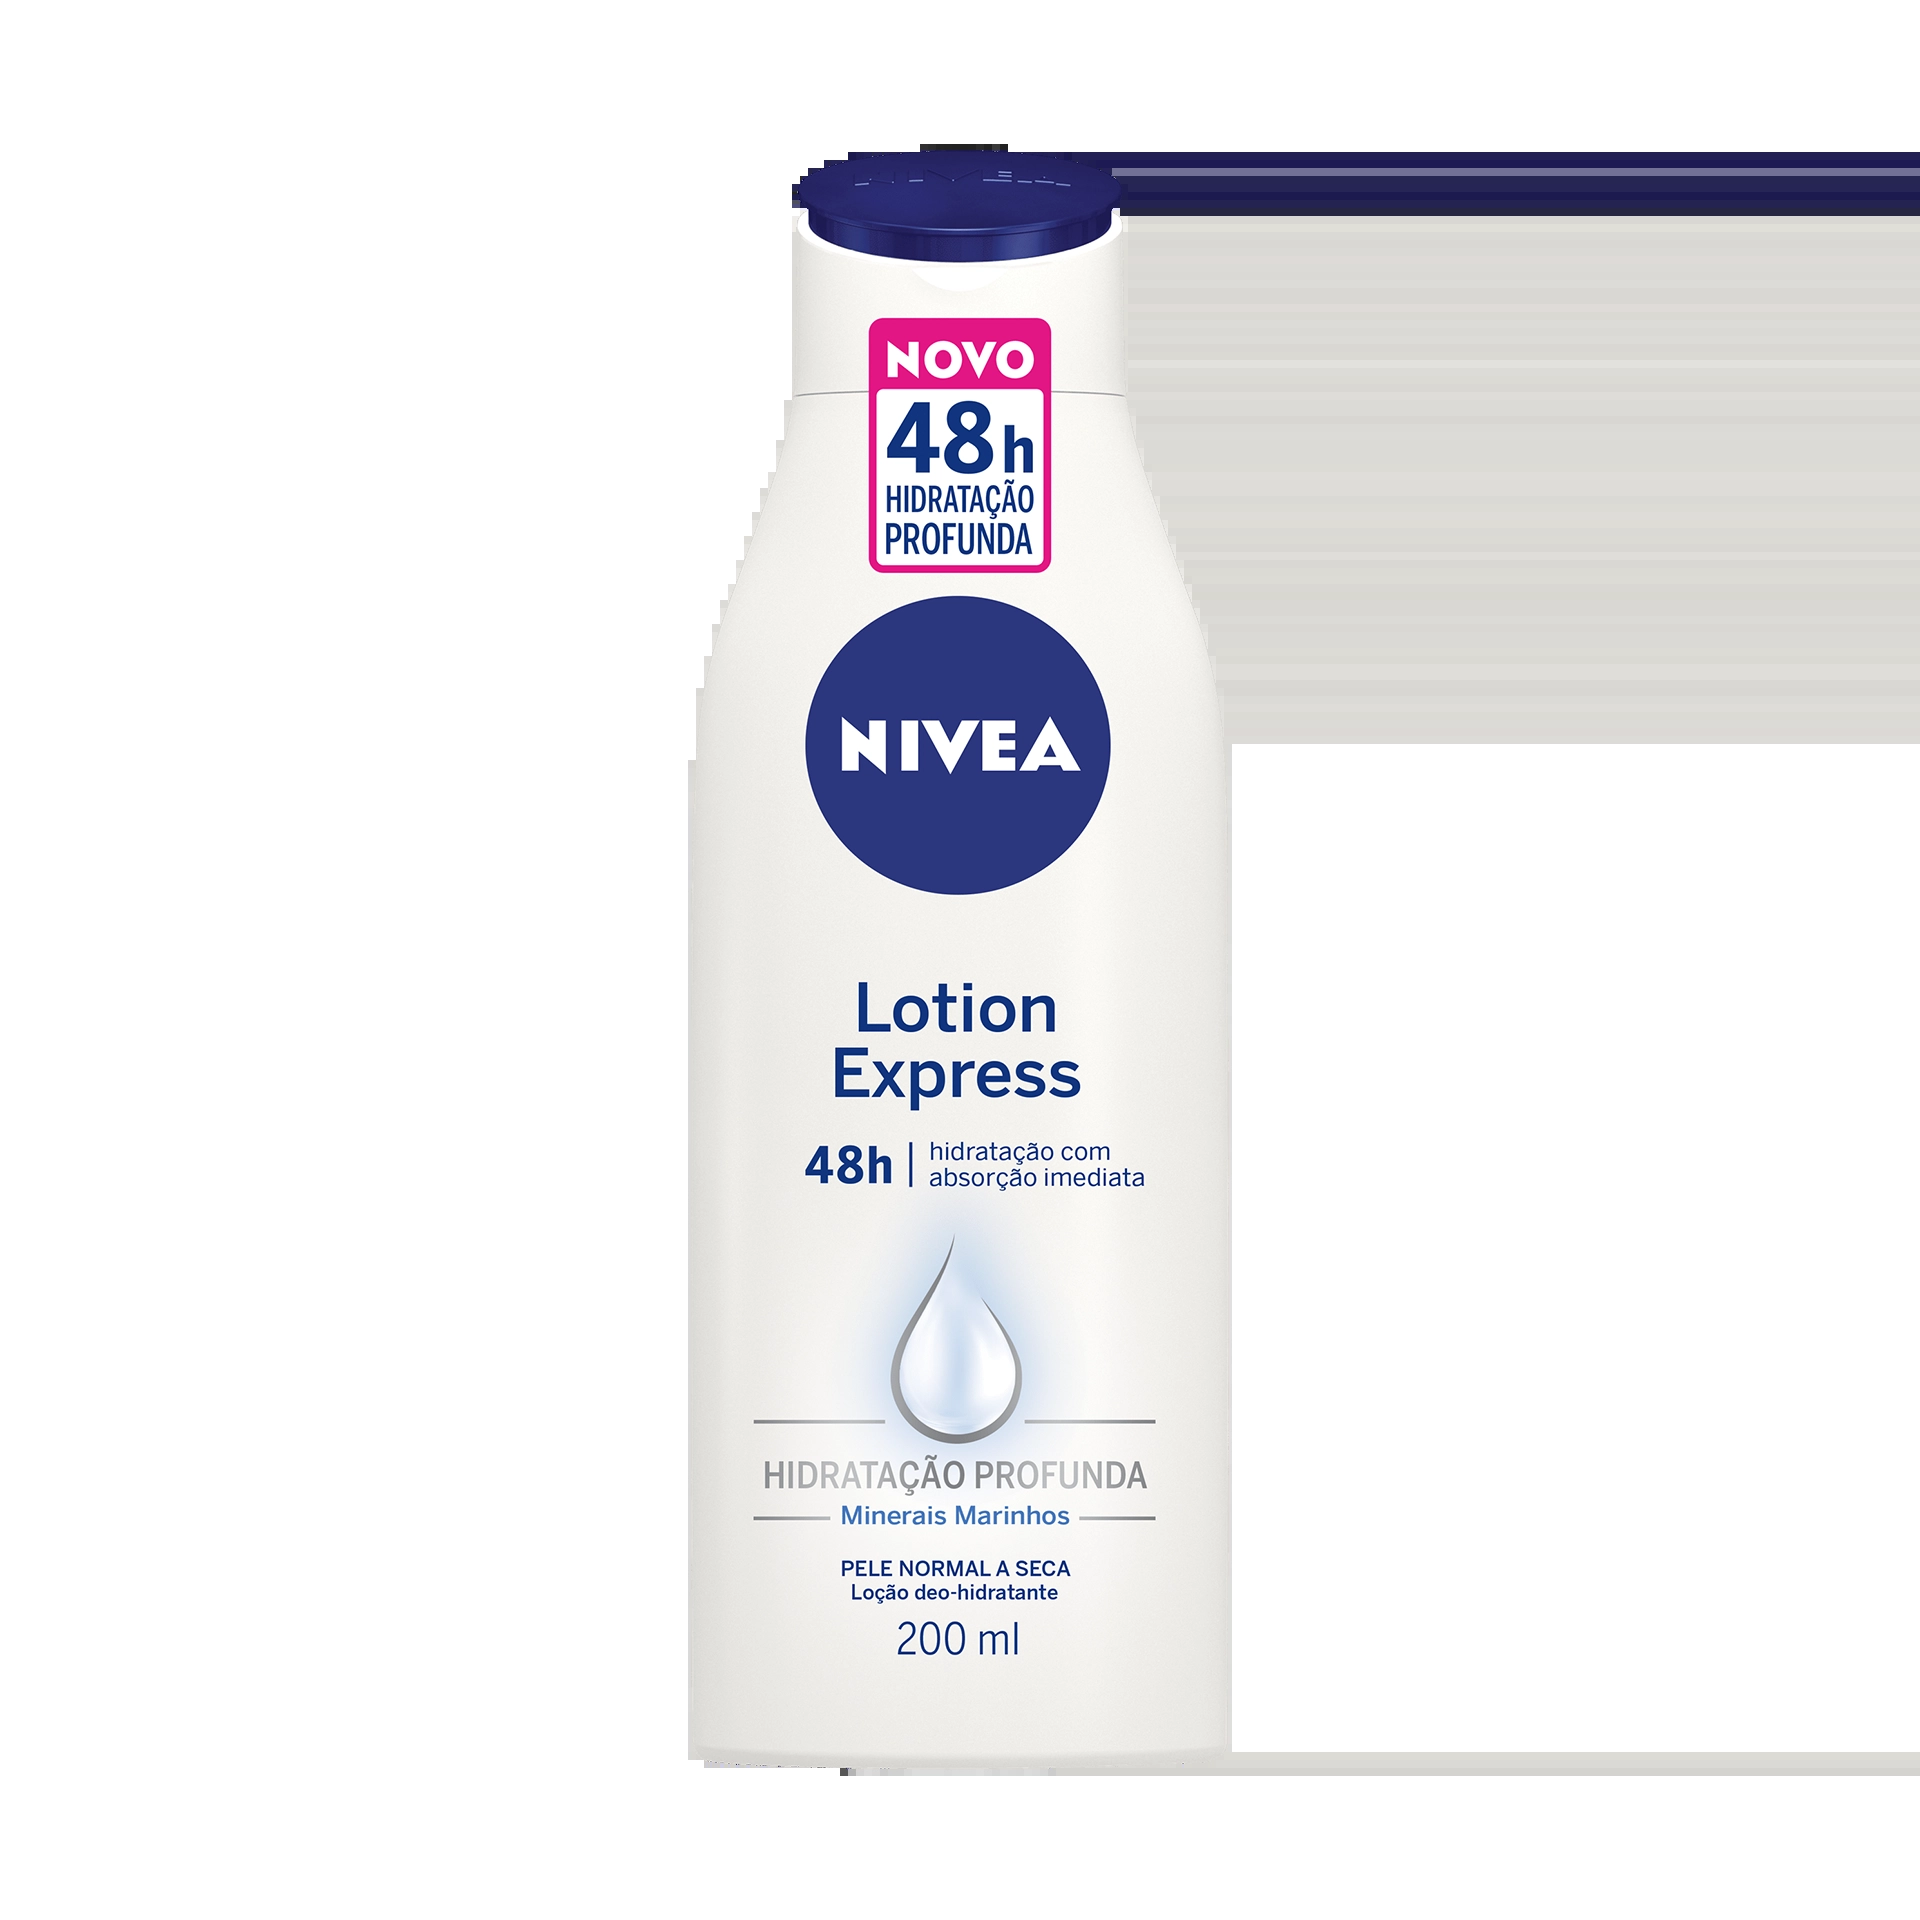 NIVEA
NOVO
48h
HIDRATAÇÃO
PROFUNDA
NIVEA
Lotion
Express
48h | hidratação com
absorção imediata
HIDRATAÇÃO PROFUNDA
Minerais Marinhos
PELE NORMAL A SECA
Loção deo-hidratante
200 ml